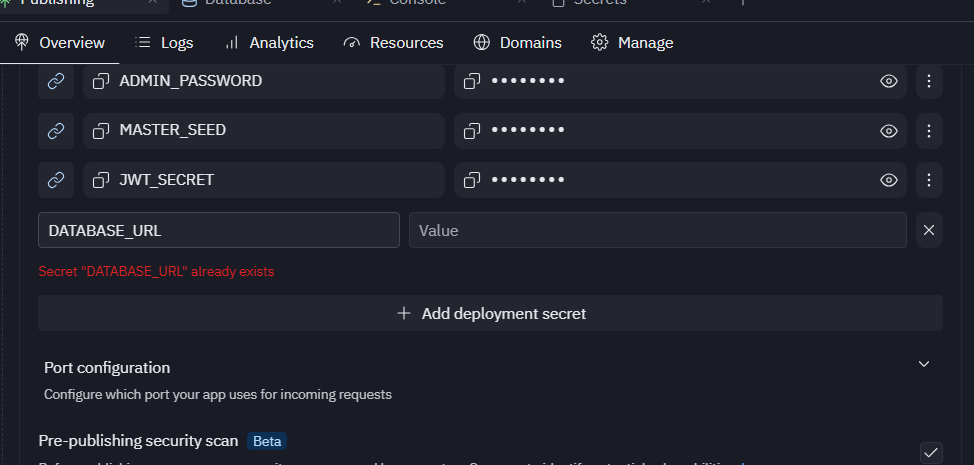 Publishing Database Console Secrets
Overview Logs Analytics Resources Domains Manage
ADMIN_PASSWORD ••••••••
MASTER_SEED ••••••••
JWT_SECRET ••••••••
DATABASE_URL Value
Secret "DATABASE_URL" already exists
+ Add deployment secret
Port configuration
Configure which port your app uses for incoming requests
Pre-publishing security scan Beta